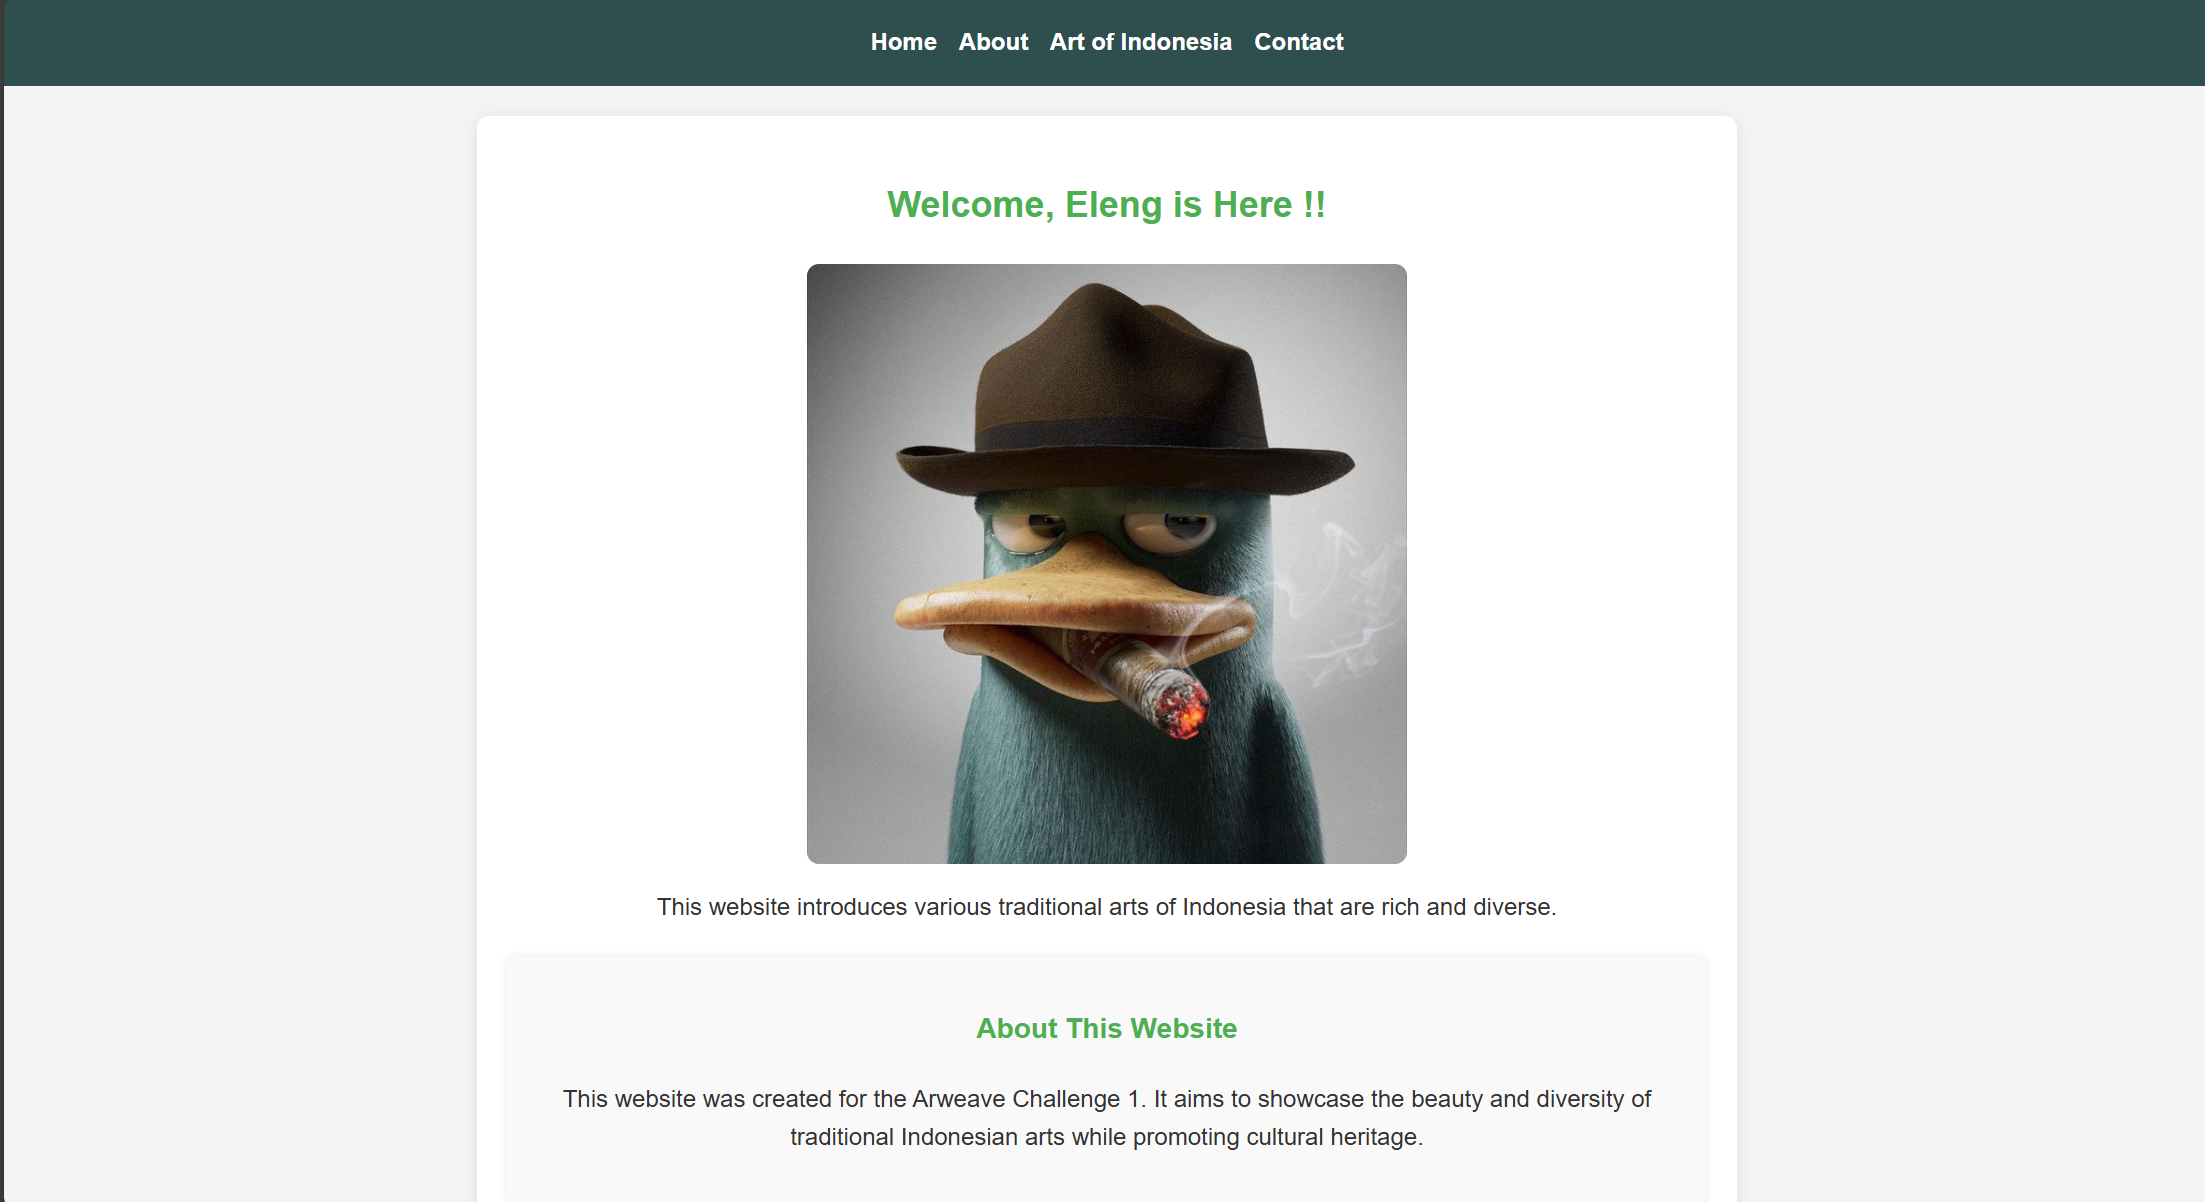 Home About Art of Indonesia Contact
Welcome, Eleng is Here !!
This website introduces various traditional arts of Indonesia that are rich and diverse.
About This Website
This website was created for the Arweave Challenge 1. It aims to showcase the beauty and diversity of
traditional Indonesian arts while promoting cultural heritage.